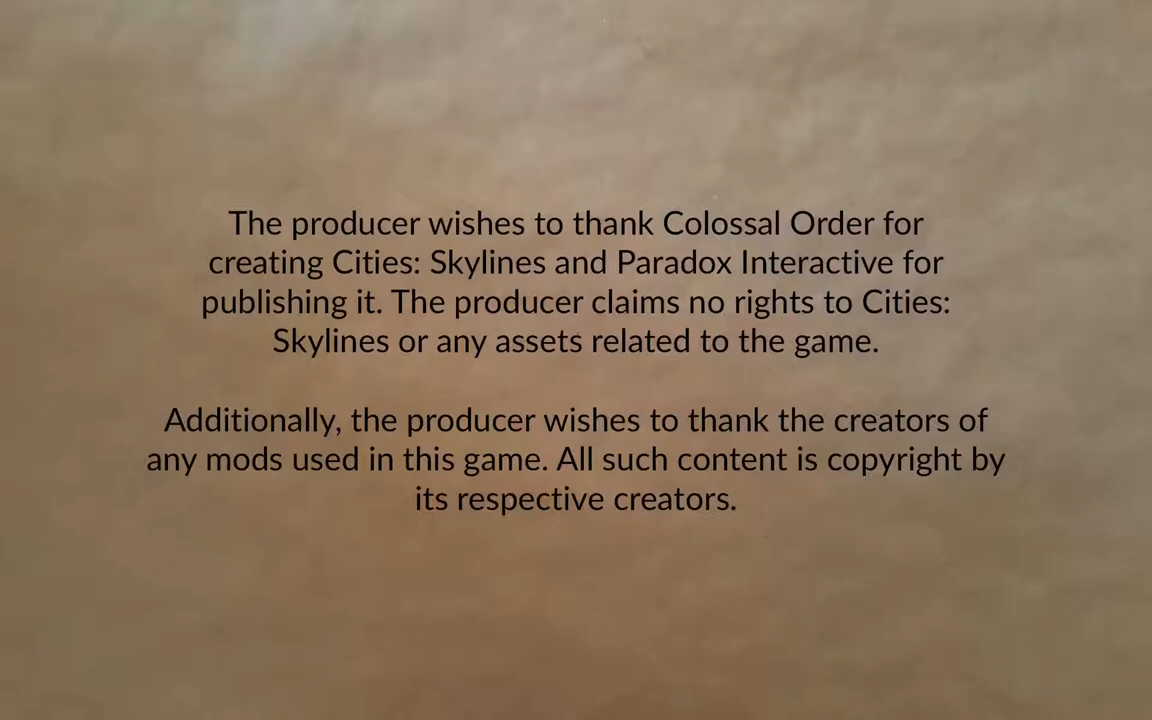 The producer wishes to thank Colossal Order for
creating Cities: Skylines and Paradox Interactive for
publishing it. The producer claims no rights to Cities:
Skylines or any assets related to the game.
Additionally, the producer wishes to thank the creators of
any mods used in this game. All such content is copyright by
its respective creators.